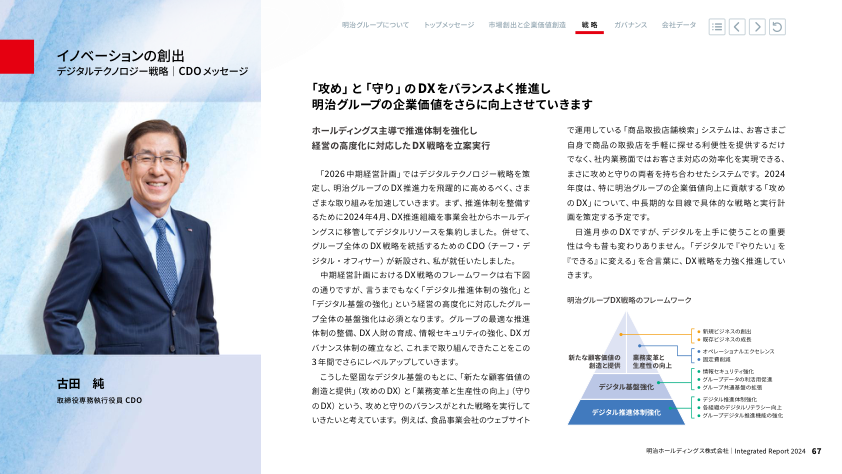 明治グループについて トップメッセージ 市場創出と企業価値創造 戦略 ガバナンス 会社データ
イノベーションの創出
デジタルテクノロジー戦略｜CDOメッセージ
古田 純
取締役専務執行役員 CDO
「攻め」と「守り」のDXをバランスよく推進し
明治グループの企業価値をさらに向上させていきます
ホールディングス主導で推進体制を強化し
経営の高度化に対応したDX戦略を立案実行
「2026中期経営計画」ではデジタルテクノロジー戦略を策
定し、明治グループのDX推進力を飛躍的に高めるべく、さま
ざまな取り組みを加速しています。まず、推進体制を整備す
るために2024年4月、DX推進組織を事業会社からホールディ
ングスに移管してデジタルリソースを集約しました。併せて、
グループ全体のDX戦略を統括するためのCDO（チーフ・デ
ジタル・オフィサー）が新設され、私が就任いたしました。
中期経営計画におけるDX戦略のフレームワークは右下図
の通りですが、言うまでもなく「デジタル推進体制の強化」と
「デジタル基盤の強化」という経営の高度化に対応したグルー
プ全体の基盤強化は必須となります。グループの最適な推進
体制の整備、DX人財の育成、情報セキュリティの強化、DXガ
バナンス体制の確立など、これまで取り組んできたことをこの
3年間でさらにレベルアップしていきます。
こうした堅固なデジタル基盤のもとに、「新たな顧客価値の
創造と提供」（攻めのDX）と「業務変革と生産性の向上」（守り
のDX）という、攻めと守りのバランスがとれた戦略を実行して
いきたいと考えています。例えば、食品事業会社のウェブサイト
で運用している「商品取扱店舗検索」システムは、お客さまご
自身で商品の取扱店を手軽に探せる利便性を提供するだけ
でなく、社内業務面ではお客さま対応の効率化を実現できる、
まさに攻めと守りの両者を持ち合わせたシステムです。2024
年度は、特に明治グループの企業価値向上に貢献する「攻め
のDX」について、中長期的な目線で具体的な戦略と実行計
画を策定する予定です。
日進月歩のDXですが、デジタルを上手に使うことの重要
性は今も昔も変わりありません。「デジタルで『やりたい』を
『できる』に変える」を合言葉に、DX戦略を力強く推進してい
きます。
明治グループDX戦略のフレームワーク
新たな顧客価値の
創造と提供
業務変革と
生産性の向上
デジタル基盤強化
デジタル推進体制強化
新規ビジネスの創出
既存ビジネスの成長
オペレーショナルエクセレンス
固定費削減
情報セキュリティ強化
グループデータの利活用促進
グループ共通基盤の拡張
デジタル推進体制強化
各組織のデジタルリテラシー向上
グループデジタル推進機能の強化
明治ホールディングス株式会社｜Integrated Report 2024 67